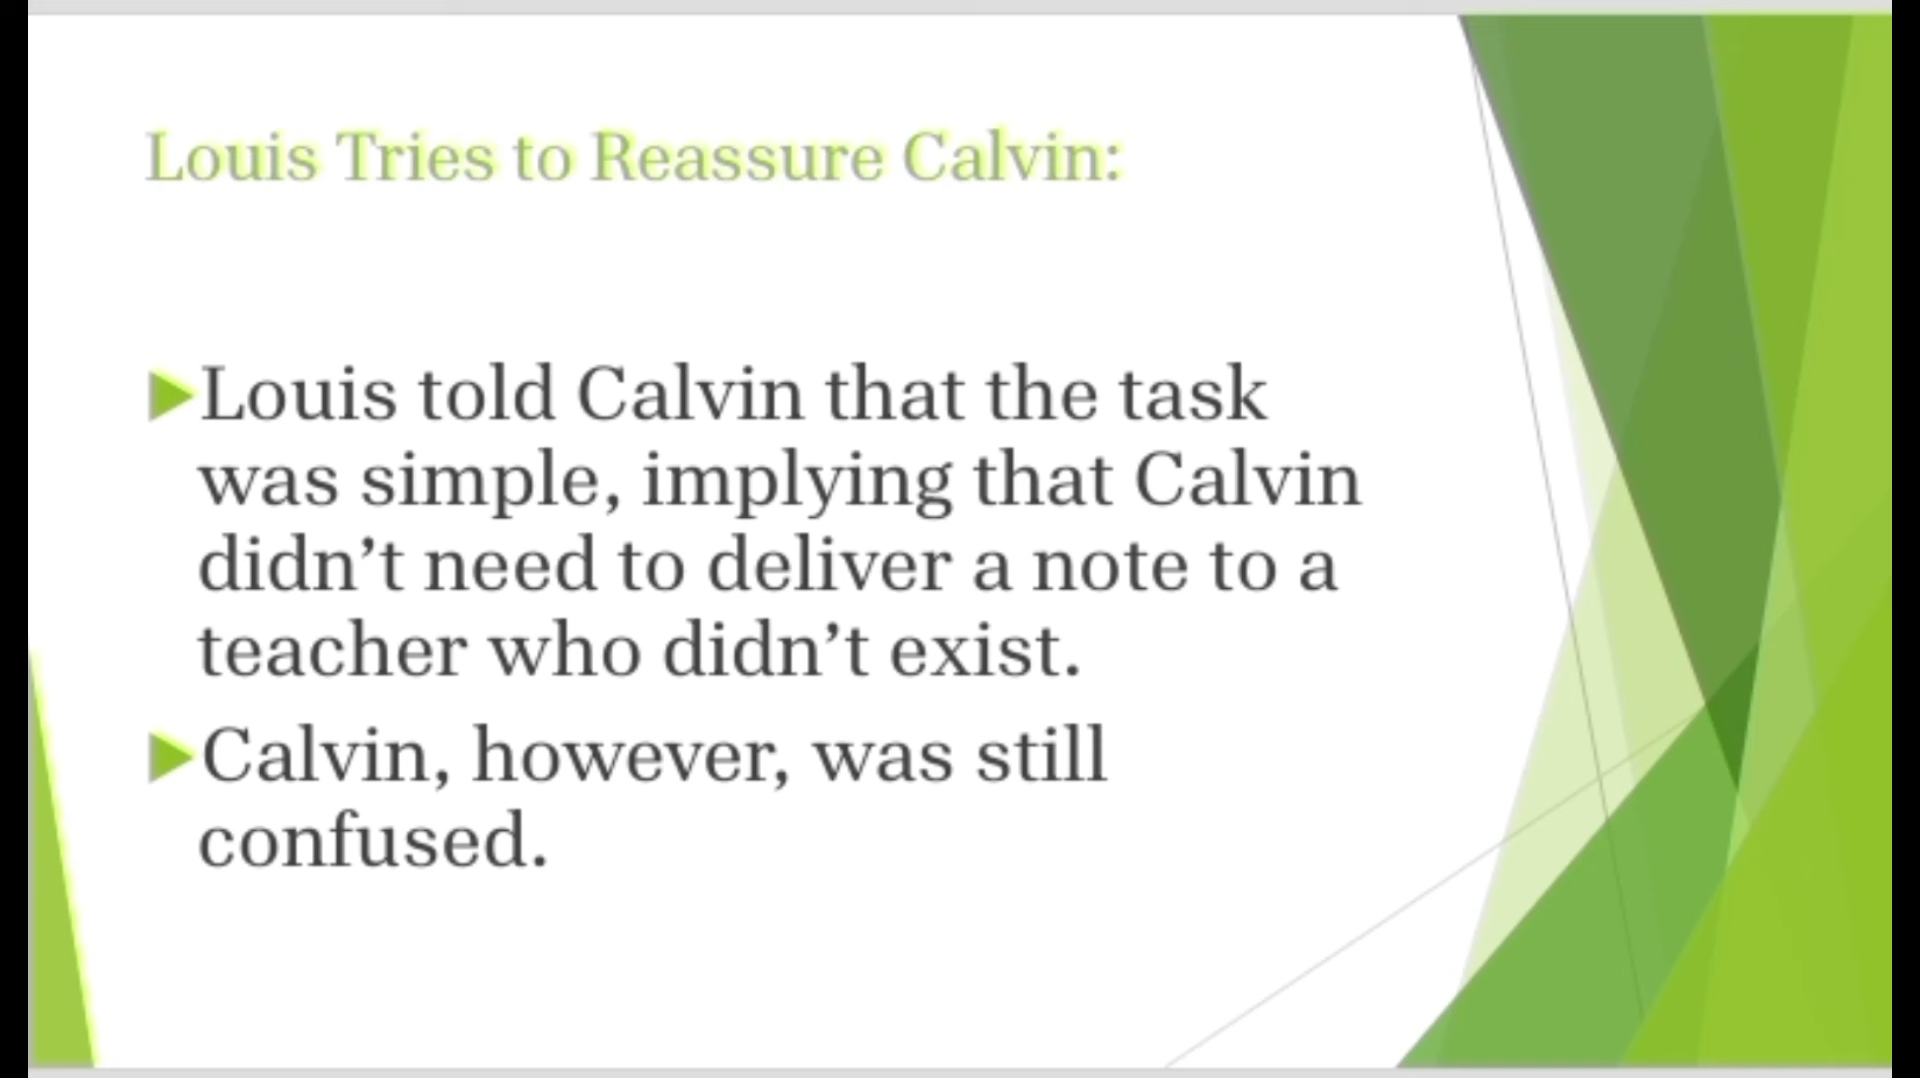 Louis Tries to Reassure Calvin:
Louis told Calvin that the task
was simple, implying that Calvin
didn’t need to deliver a note to a
teacher who didn’t exist.
Calvin, however, was still
confused.